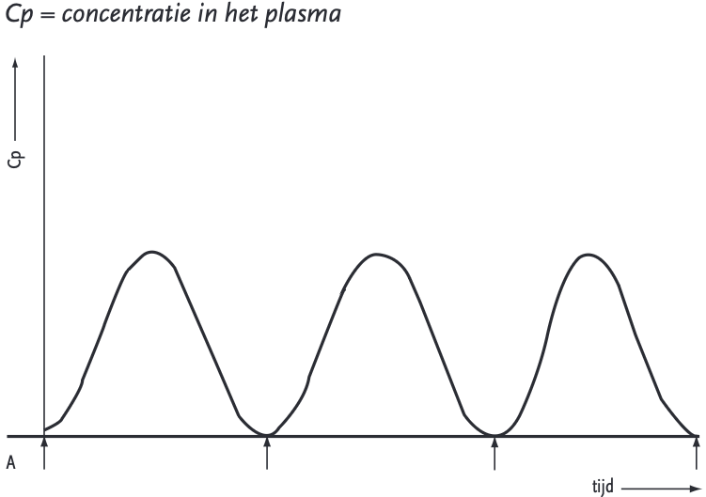 Cp = concentratie in het plasma
Cp
A
tijd